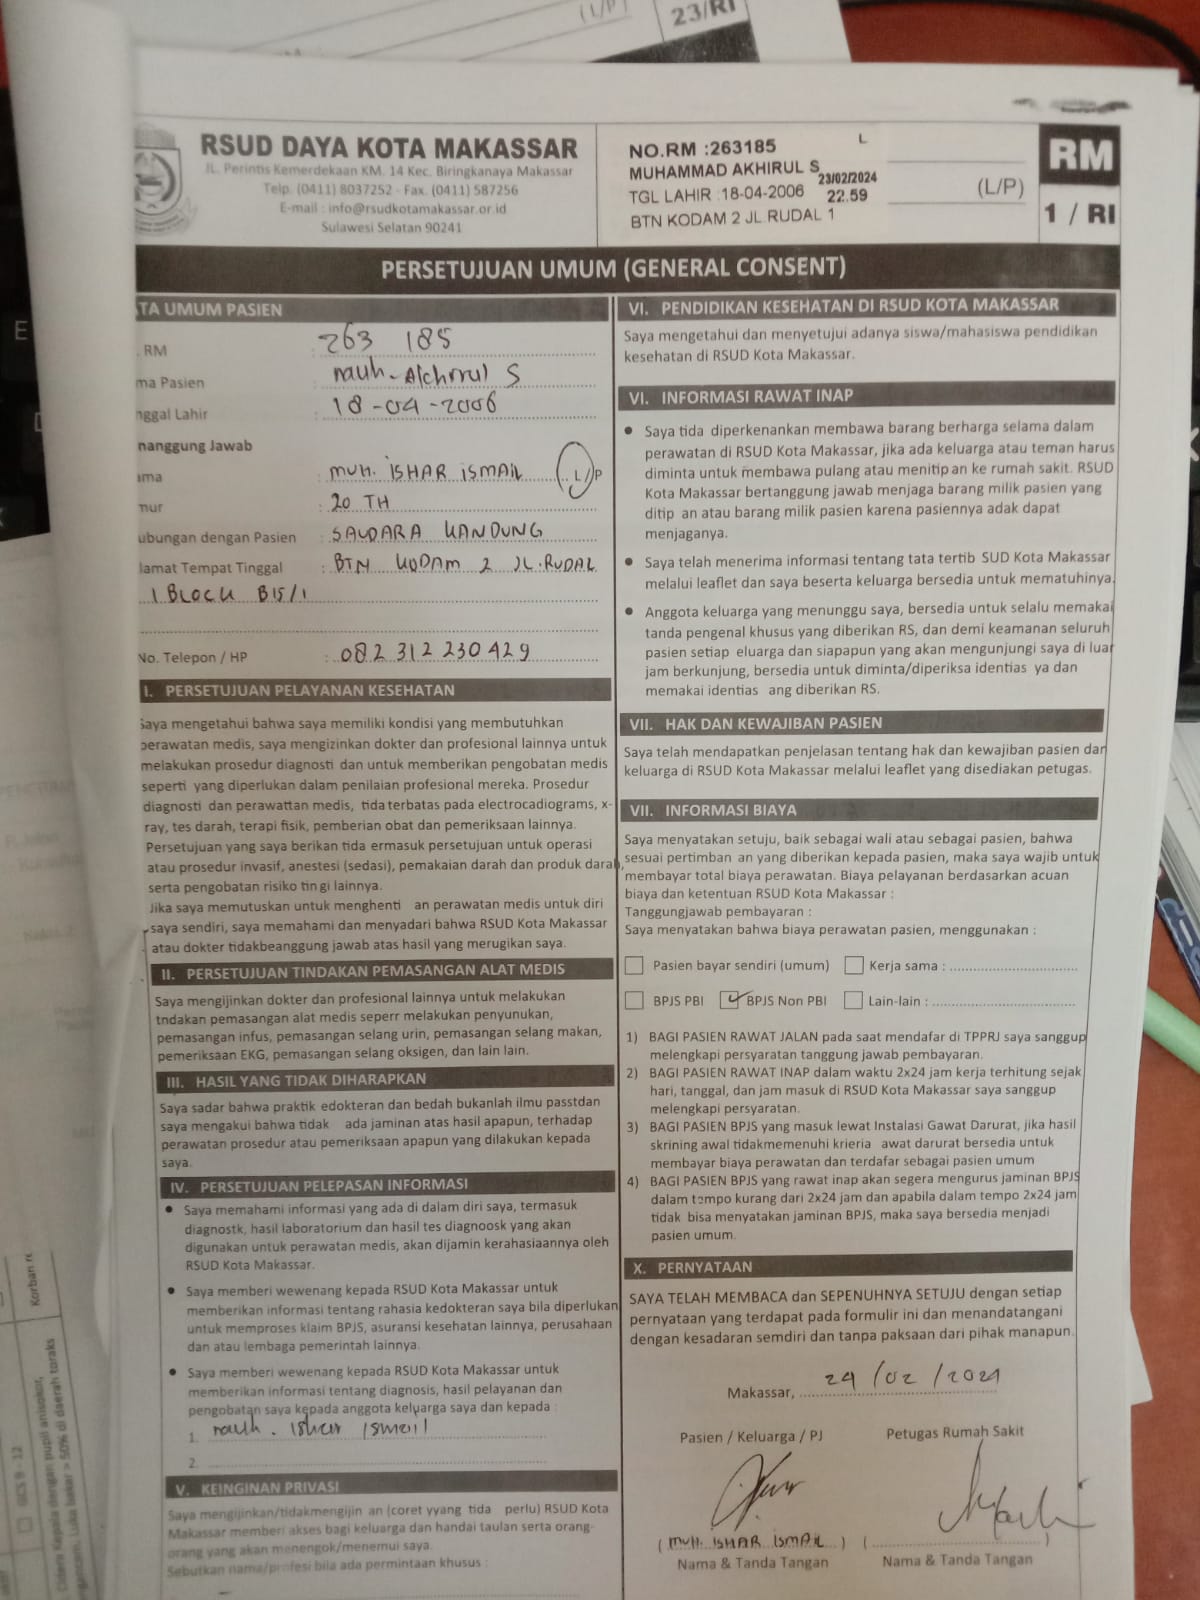 (L/P)
23/RI
RSUD DAYA KOTA MAKASSAR
JL. Perintis Kemerdekaan KM. 14 Kec. Biringkanaya Makassar
Telp. (0411) 8037252 - Fax. (0411) 587256
E-mail : info@rsudkotamakassar.or.id
Sulawesi Selatan 90241
NO.RM :263185 L
MUHAMMAD AKHIRUL S
23/02/2024
TGL LAHIR :18-04-2006 22.59
BTN KODAM 2 JL.RUDAL 1
(L/P)
RM
1 / RI
PERSETUJUAN UMUM (GENERAL CONSENT)
TA UMUM PASIEN
. RM : 263 185
ma Pasien : Muh. Akhirul S
nggal Lahir : 18-04-2006
nanggung Jawab
ama : MUH. ISHAR ISMAIL L/P
mur : 20 TH
ubungan dengan Pasien : SAUDARA KANDUNG
lamat Tempat Tinggal : BTN KODAM 2 JL.RUDAL
1 BLOCK B15/1
No. Telepon / HP : 082 312 230 429
I. PERSETUJUAN PELAYANAN KESEHATAN
Saya mengetahui bahwa saya memiliki kondisi yang membutuhkan
perawatan medis, saya mengizinkan dokter dan profesional lainnya untuk
melakukan prosedur diagnosti dan untuk memberikan pengobatan medis
seperti yang diperlukan dalam penilaian profesional mereka. Prosedur
diagnosti dan perawattan medis, tida terbatas pada electrocadiograms, x-
ray, tes darah, terapi fisik, pemberian obat dan pemeriksaan lainnya.
Persetujuan yang saya berikan tida ermasuk persetujuan untuk operasi
atau prosedur invasif, anestesi (sedasi), pemakaian darah dan produk darah,
serta pengobatan risiko tin gi lainnya.
Jika saya memutuskan untuk menghenti an perawatan medis untuk diri
saya sendiri, saya memahami dan menyadari bahwa RSUD Kota Makassar
atau dokter tidakbeanggung jawab atas hasil yang merugikan saya.
II. PERSETUJUAN TINDAKAN PEMASANGAN ALAT MEDIS
Saya mengijinkan dokter dan profesional lainnya untuk melakukan
tndakan pemasangan alat medis seperr melakukan penyunukan,
pemasangan infus, pemasangan selang urin, pemasangan selang makan,
pemeriksaan EKG, pemasangan selang oksigen, dan lain lain.
III. HASIL YANG TIDAK DIHARAPKAN
Saya sadar bahwa praktik edokteran dan bedah bukanlah ilmu passtdan
saya mengakui bahwa tidak ada jaminan atas hasil apapun, terhadap
perawatan prosedur atau pemeriksaan apapun yang dilakukan kepada
saya.
IV. PERSETUJUAN PELEPASAN INFORMASI
• Saya memahami informasi yang ada di dalam diri saya, termasuk
diagnostk, hasil laboratorium dan hasil tes diagnoosk yang akan
digunakan untuk perawatan medis, akan dijamin kerahasiaannya oleh
RSUD Kota Makassar.
• Saya memberi wewenang kepada RSUD Kota Makassar untuk
memberikan informasi tentang rahasia kedokteran saya bila diperlukan
untuk memproses klaim BPJS, asuransi kesehatan lainnya, perusahaan
dan atau lembaga pemerintah lainnya.
• Saya memberi wewenang kepada RSUD Kota Makassar untuk
memberikan informasi tentang diagnosis, hasil pelayanan dan
pengobatan saya kepada anggota keluarga saya dan kepada :
1. Muh. Ishar Ismail
2.
V. KEINGINAN PRIVASI
Saya mengijinkan/tidakmengijin an (coret yyang tida perlu) RSUD Kota
Makassar memberi akses bagi keluarga dan handai taulan serta orang-
orang yang akan menengok/menemui saya.
Sebutkan nama/profesi bila ada permintaan khusus :
VI. PENDIDIKAN KESEHATAN DI RSUD KOTA MAKASSAR
Saya mengetahui dan menyetujui adanya siswa/mahasiswa pendidikan
kesehatan di RSUD Kota Makassar.
VI. INFORMASI RAWAT INAP
• Saya tida diperkenankan membawa barang berharga selama dalam
perawatan di RSUD Kota Makassar, jika ada keluarga atau teman harus
diminta untuk membawa pulang atau menitip an ke rumah sakit. RSUD
Kota Makassar bertanggung jawab menjaga barang milik pasien yang
ditip an atau barang milik pasien karena pasiennya adak dapat
menjaganya.
• Saya telah menerima informasi tentang tata tertib SUD Kota Makassar
melalui leaflet dan saya beserta keluarga bersedia untuk mematuhinya.
• Anggota keluarga yang menunggu saya, bersedia untuk selalu memakai
tanda pengenal khusus yang diberikan RS, dan demi keamanan seluruh
pasien setiap eluarga dan siapapun yang akan mengunjungi saya di luar
jam berkunjung, bersedia untuk diminta/diperiksa identias ya dan
memakai identias ang diberikan RS.
VII. HAK DAN KEWAJIBAN PASIEN
Saya telah mendapatkan penjelasan tentang hak dan kewajiban pasien dan
keluarga di RSUD Kota Makassar melalui leaflet yang disediakan petugas.
VII. INFORMASI BIAYA
Saya menyatakan setuju, baik sebagai wali atau sebagai pasien, bahwa
sesuai pertimban an yang diberikan kepada pasien, maka saya wajib untuk
membayar total biaya perawatan. Biaya pelayanan berdasarkan acuan
biaya dan ketentuan RSUD Kota Makassar :
Tanggungjawab pembayaran :
Saya menyatakan bahwa biaya perawatan pasien, menggunakan :
Pasien bayar sendiri (umum) Kerja sama :
BPJS PBI BPJS Non PBI Lain-lain :
1) BAGI PASIEN RAWAT JALAN pada saat mendafar di TPPRJ saya sanggup
melengkapi persyaratan tanggung jawab pembayaran.
2) BAGI PASIEN RAWAT INAP dalam waktu 2x24 jam kerja terhitung sejak
hari, tanggal, dan jam masuk di RSUD Kota Makassar saya sanggup
melengkapi persyaratan.
3) BAGI PASIEN BPJS yang masuk lewat Instalasi Gawat Darurat, jika hasil
skrining awal tidakmemenuhi krieria awat darurat bersedia untuk
membayar biaya perawatan dan terdafar sebagai pasien umum
4) BAGI PASIEN BPJS yang rawat inap akan segera mengurus jaminan BPJS
dalam tempo kurang dari 2x24 jam dan apabila dalam tempo 2x24 jam
tidak bisa menyatakan jaminan BPJS, maka saya bersedia menjadi
pasien umum.
X. PERNYATAAN
SAYA TELAH MEMBACA dan SEPENUHNYA SETUJU dengan setiap
pernyataan yang terdapat pada formulir ini dan menandatangani
dengan kesadaran semdiri dan tanpa paksaan dari pihak manapun.
Makassar, 24/02/2024
Pasien / Keluarga / PJ Petugas Rumah Sakit
( MUH. ISHAR ISMAIL ) ( )
Nama & Tanda Tangan Nama & Tanda Tangan
Korban
GCS 9 - 12
Luka bakar > 50% di daerah toraks